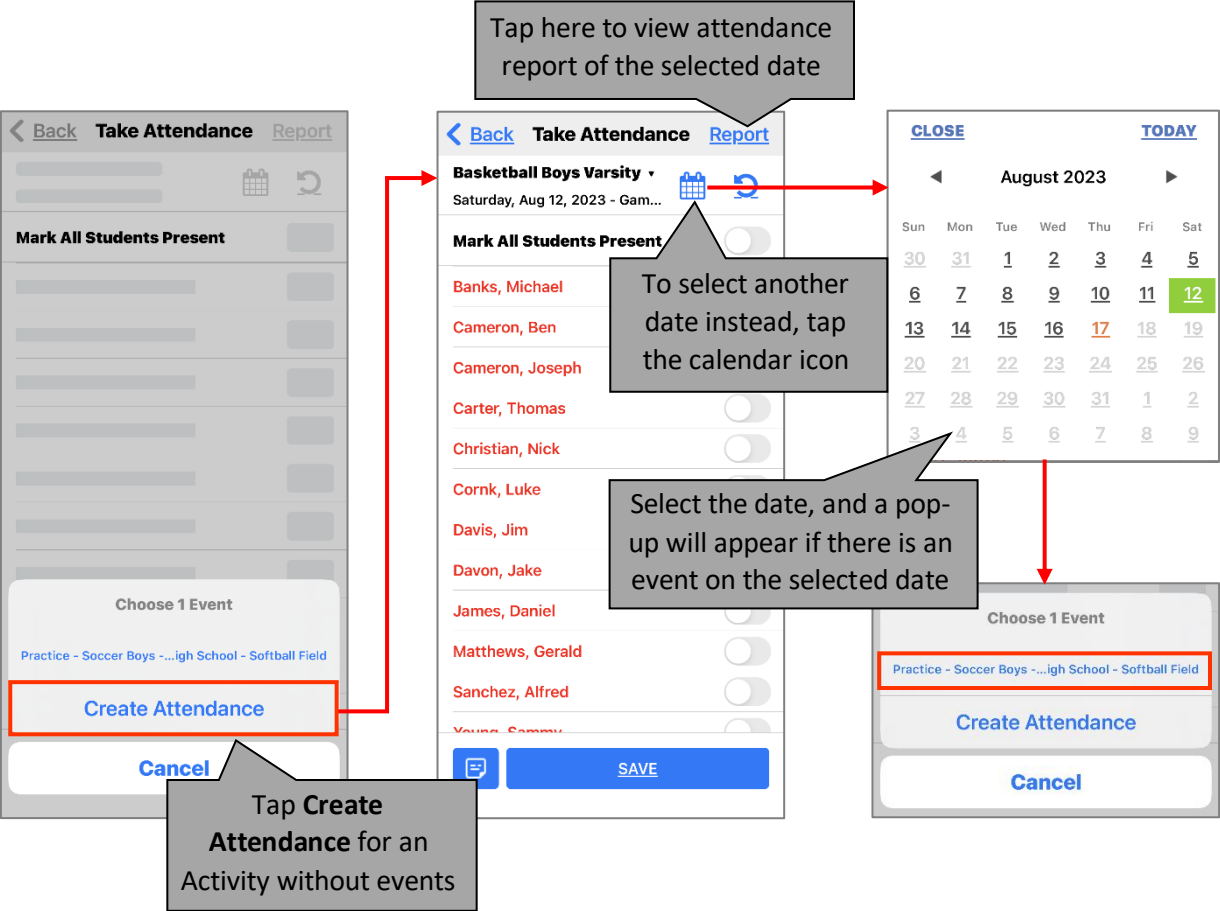 Tap here to view attendance
report of the selected date
Back Take Attendance Report
Mark All Students Present
Choose 1 Event
Practice - Soccer Boys -...igh School - Softball Field
Create Attendance
Cancel
Tap Create
Attendance for an
Activity without events
Back Take Attendance Report
Basketball Boys Varsity
Saturday, Aug 12, 2023 - Gam...
Mark All Students Present
Banks, Michael
Cameron, Ben
Cameron, Joseph
Carter, Thomas
Christian, Nick
Cornk, Luke
Davis, Jim
Davon, Jake
James, Daniel
Matthews, Gerald
Sanchez, Alfred
Young, Sammy
SAVE
To select another
date instead, tap
the calendar icon
CLOSE TODAY
August 2023
Sun Mon Tue Wed Thu Fri Sat
30 31 1 2 3 4 5
6 7 8 9 10 11 12
13 14 15 16 17 18 19
20 21 22 23 24 25 26
27 28 29 30 31 1 2
3 4 5 6 7 8 9
Select the date, and a pop-
up will appear if there is an
event on the selected date
Choose 1 Event
Practice - Soccer Boys -...igh School - Softball Field
Create Attendance
Cancel